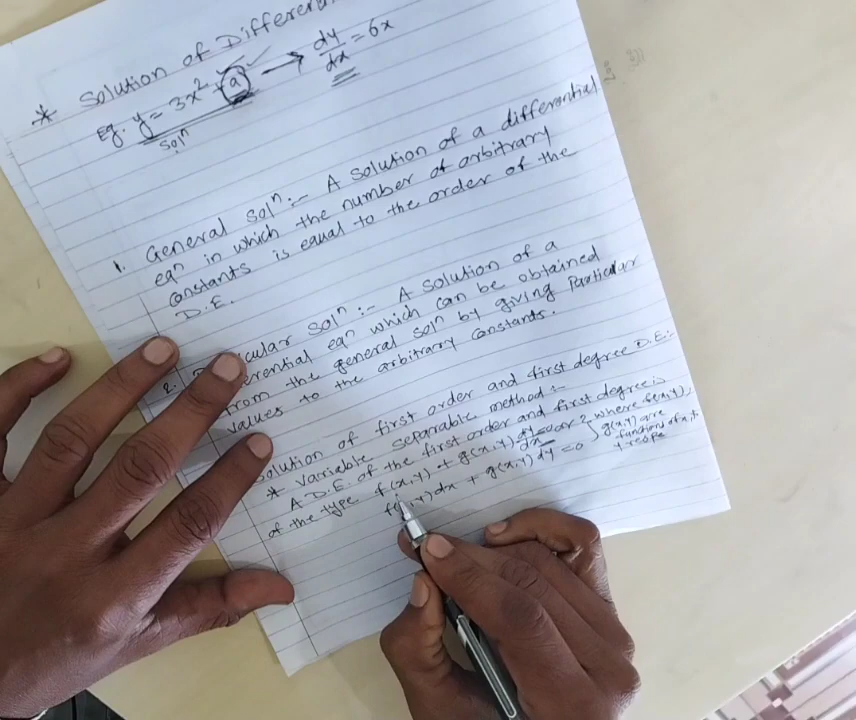 * Solution of Differen
Eg. y = 3x² + a → dy/dx = 6x
Solⁿ
1. General Solⁿ :- A solution of a differential
eqⁿ in which the number of arbitrary
constants is equal to the order of the
D.E.
2. cular Solⁿ :- A solution of a
erential eqⁿ which can be obtained
from the general solⁿ by giving Particular
values to the arbitrary constants.
Solution of first order and first degree D.E:-
* Variable separable method :-
A D.E. of the first order and first degree is
of the type f(x,y) + g(x,y) dy/dx = 0 or } where f(x,y),
f( ,y)dx + g(x,y) dy = 0 g(x,y) are
functions of x,